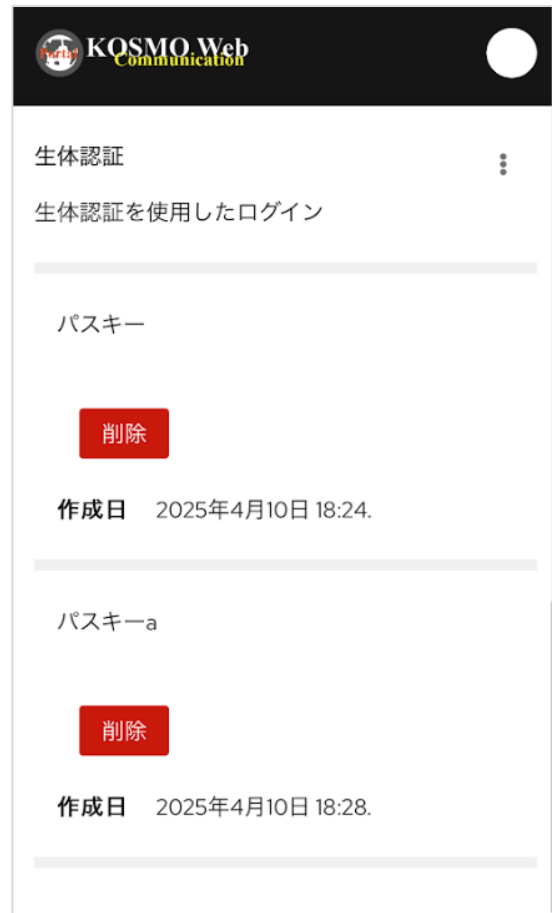 Portal
KOSMO Web
Communication
生体認証
生体認証を使用したログイン
パスキー
削除
作成日 2025年4月10日 18:24.
パスキーa
削除
作成日 2025年4月10日 18:28.